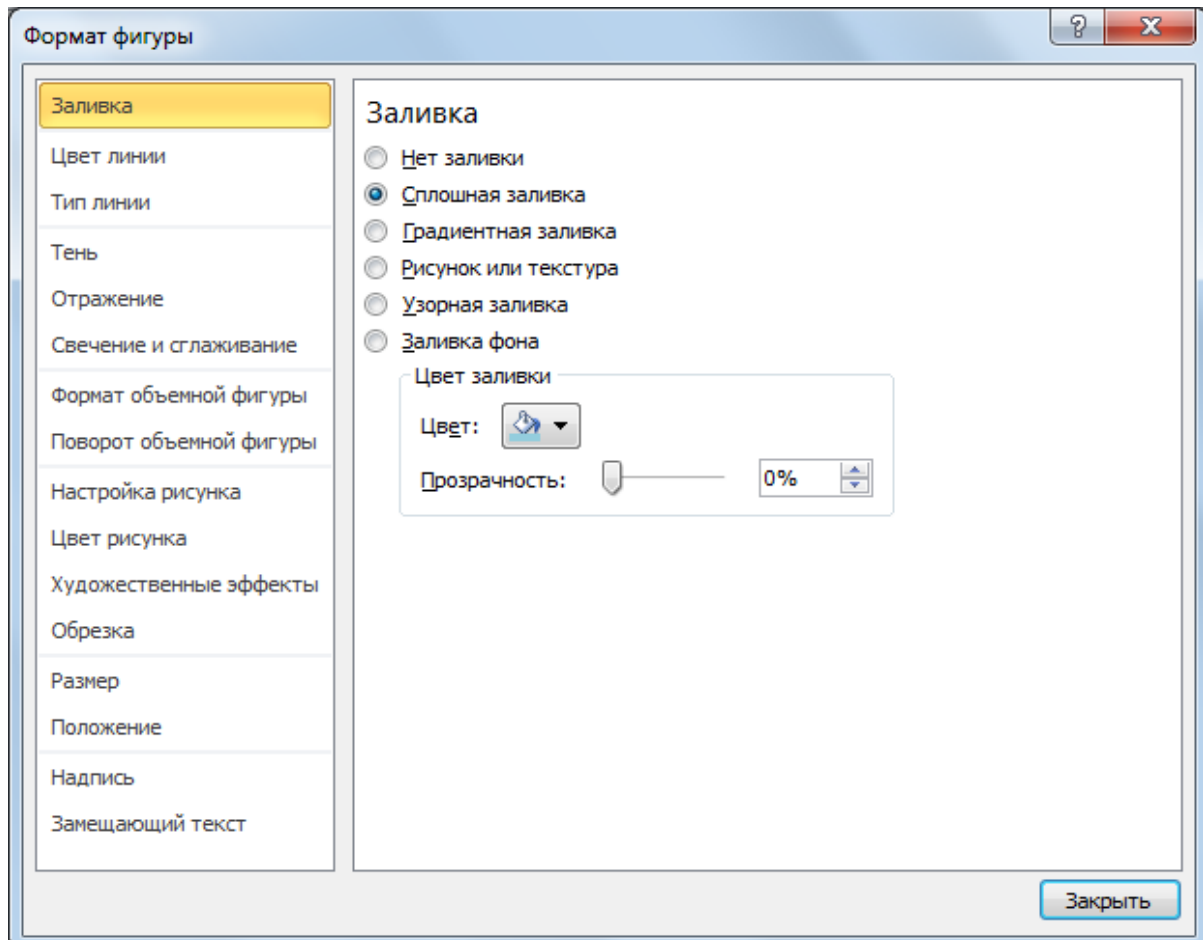 Формат фигуры
Заливка
Цвет линии
Тип линии
Тень
Отражение
Свечение и сглаживание
Формат объемной фигуры
Поворот объемной фигуры
Настройка рисунка
Цвет рисунка
Художественные эффекты
Обрезка
Размер
Положение
Надпись
Замещающий текст
Заливка
Нет заливки
Сплошная заливка
Градиентная заливка
Рисунок или текстура
Узорная заливка
Заливка фона
Цвет заливки
Цвет:
Прозрачность: 0%
Закрыть